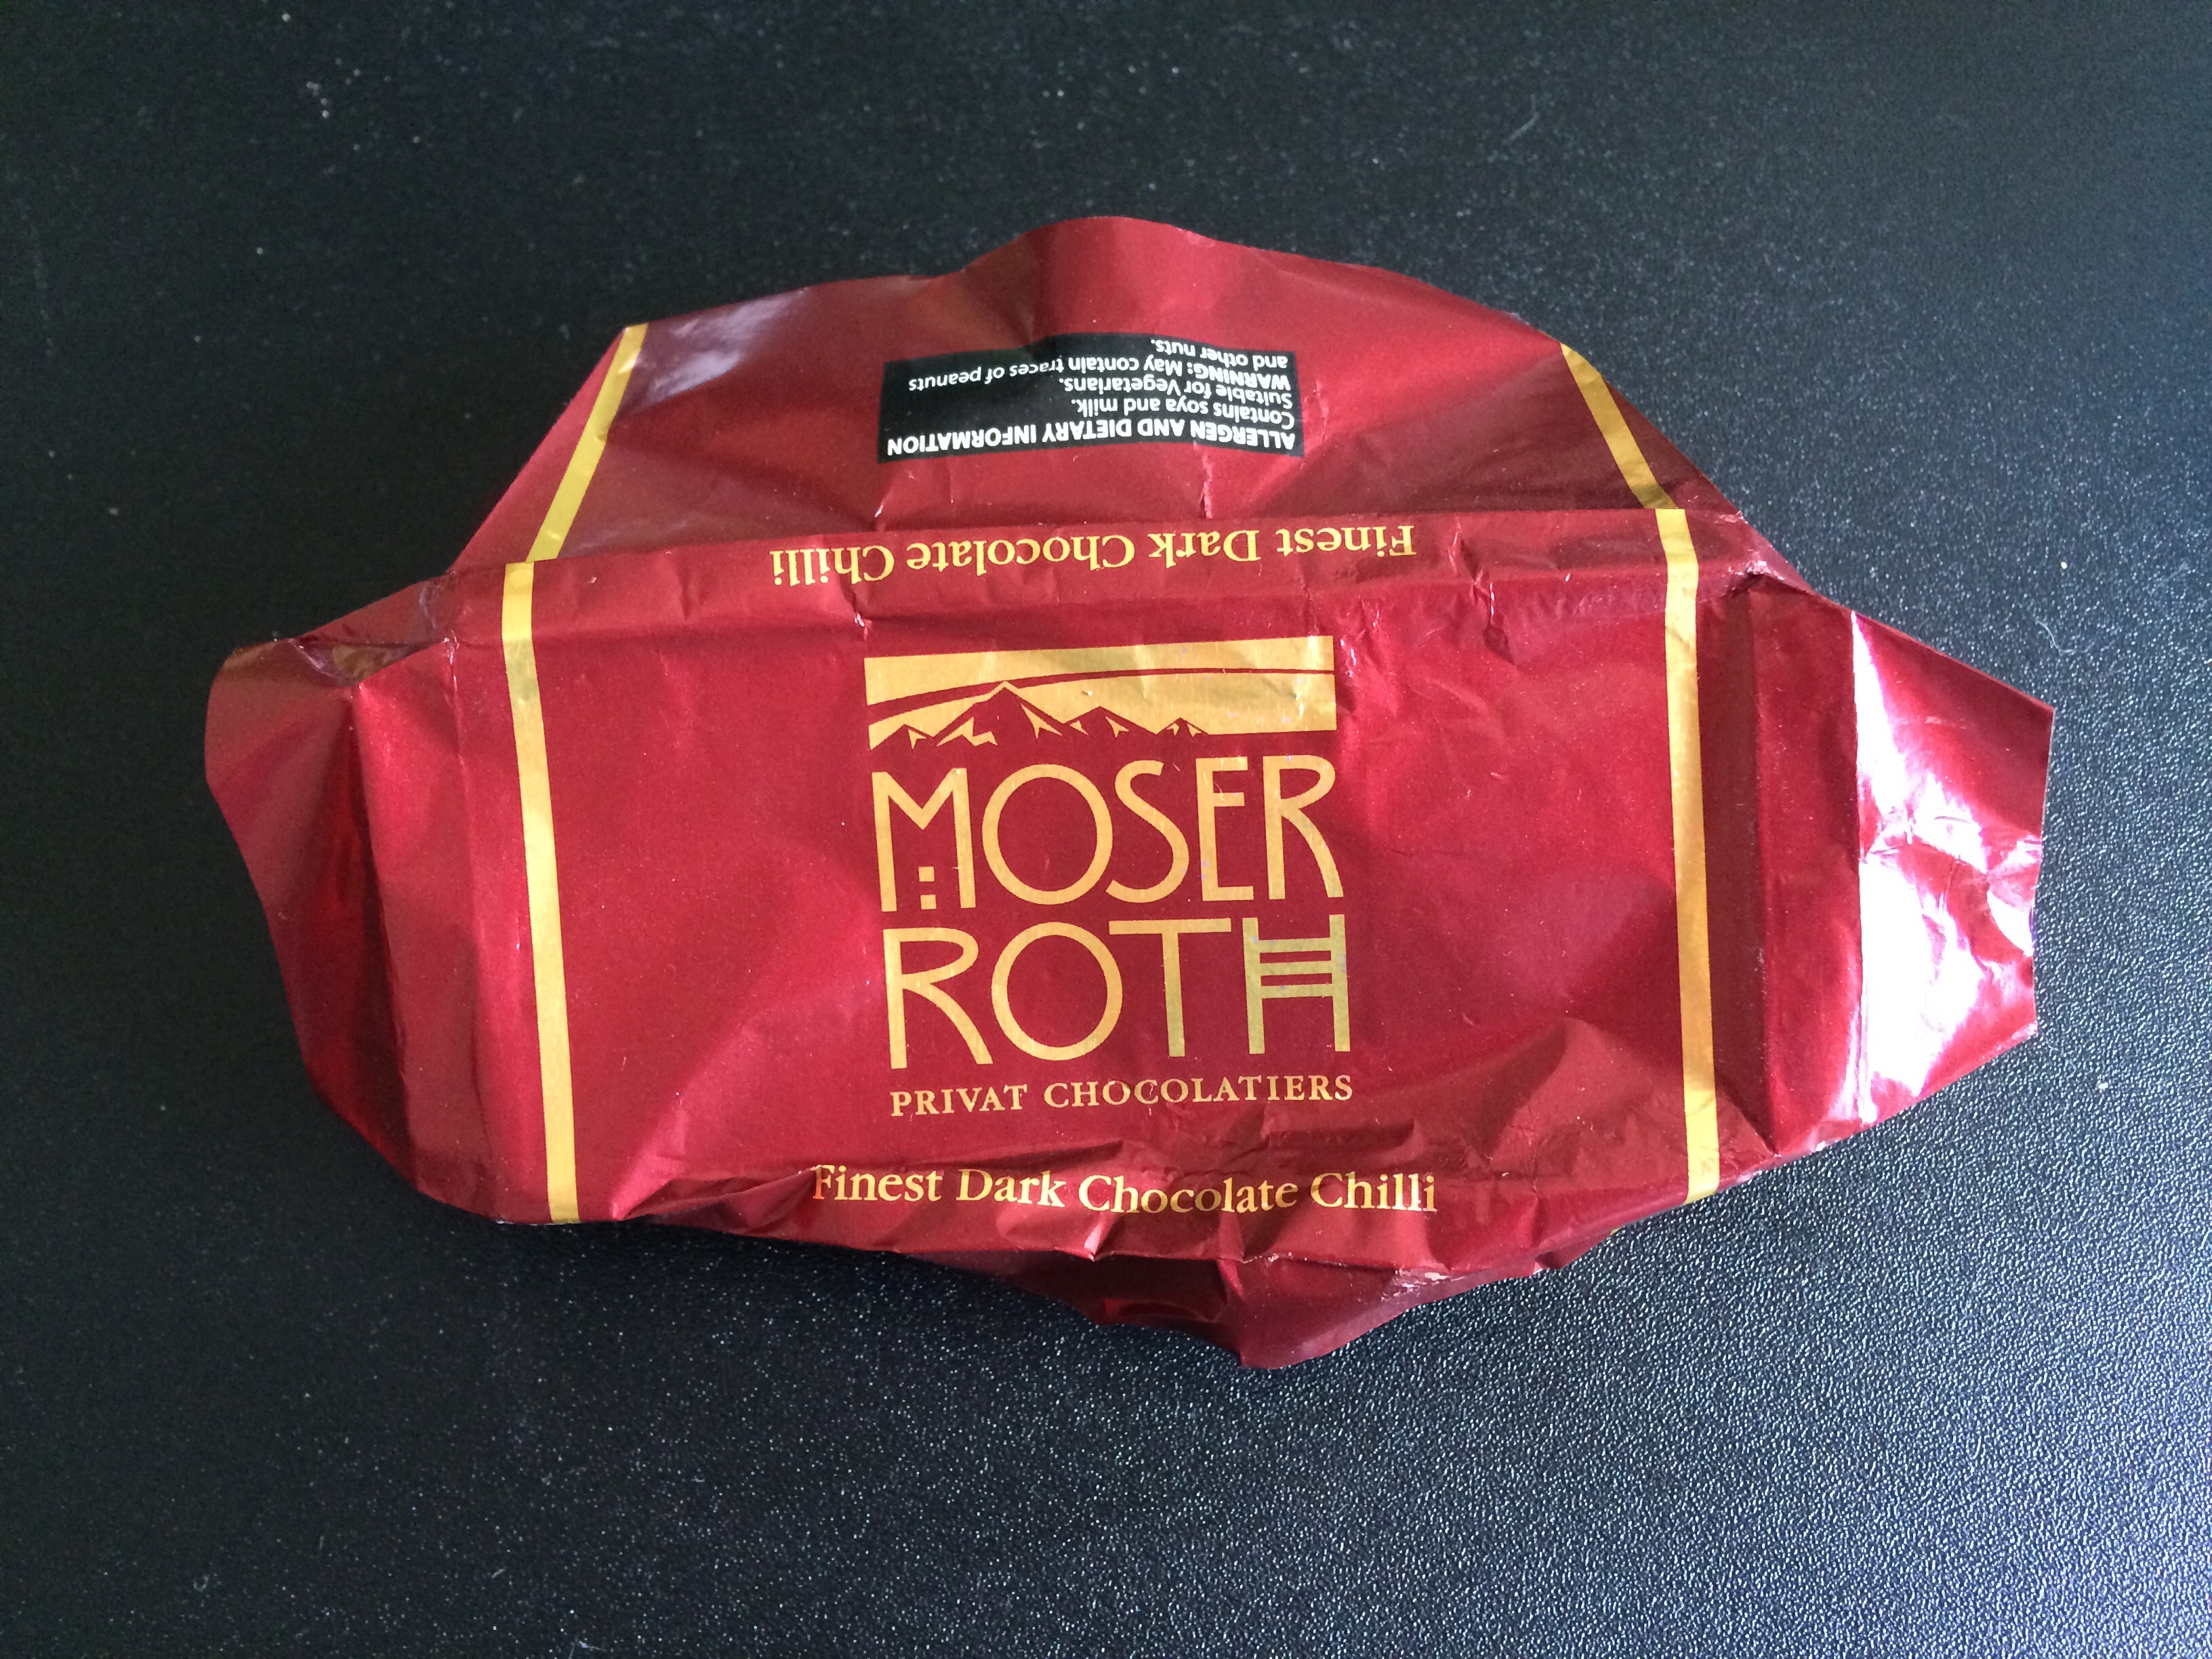 ALLERGEN AND DIETARY INFORMATION
Contains soya and milk.
Suitable for Vegetarians.
WARNING: May contain traces of peanuts
and other nuts.
Finest Dark Chocolate Chilli
MOSER
ROTH
PRIVAT CHOCOLATIERS
Finest Dark Chocolate Chilli